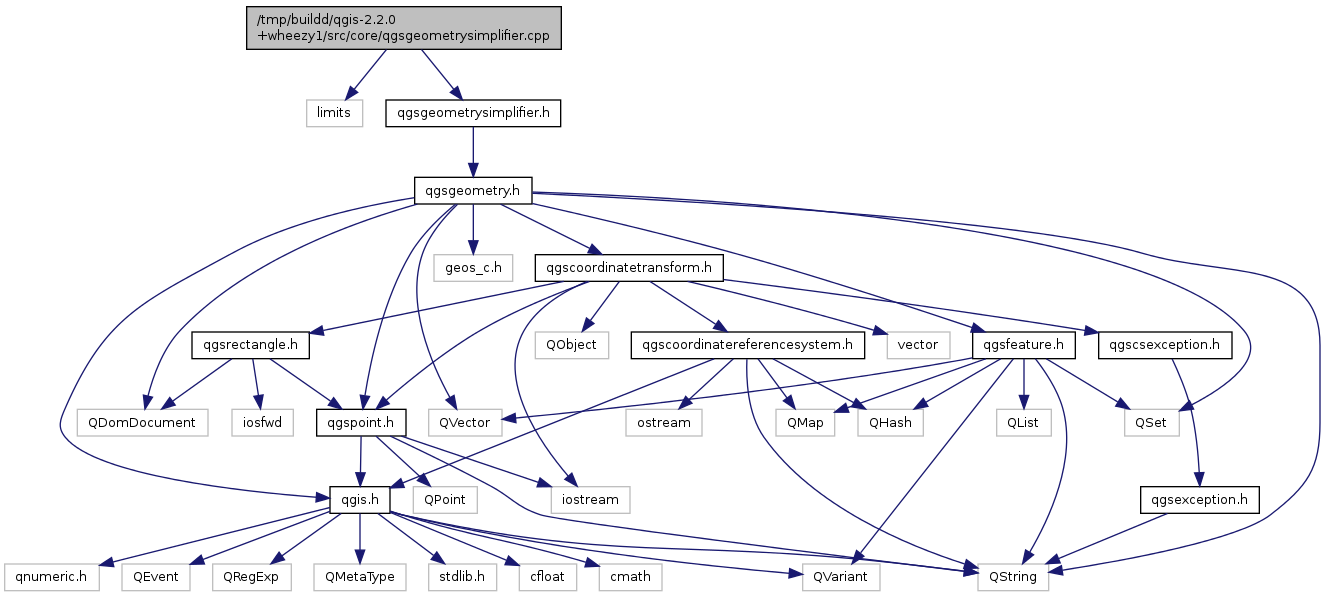 /tmp/buildd/qgis-2.2.0
+wheezy1/src/core/qgsgeometrysimplifier.cpp
limits
qgsgeometrysimplifier.h
qgsgeometry.h
geos_c.h
qgscoordinatetransform.h
qgsrectangle.h
QObject
qgscoordinatereferencesystem.h
vector
qgsfeature.h
qgscsexception.h
QDomDocument
iosfwd
qgspoint.h
QVector
ostream
QMap
QHash
QList
QSet
qgis.h
QPoint
iostream
qgsexception.h
qnumeric.h
QEvent
QRegExp
QMetaType
stdlib.h
cfloat
cmath
QVariant
QString